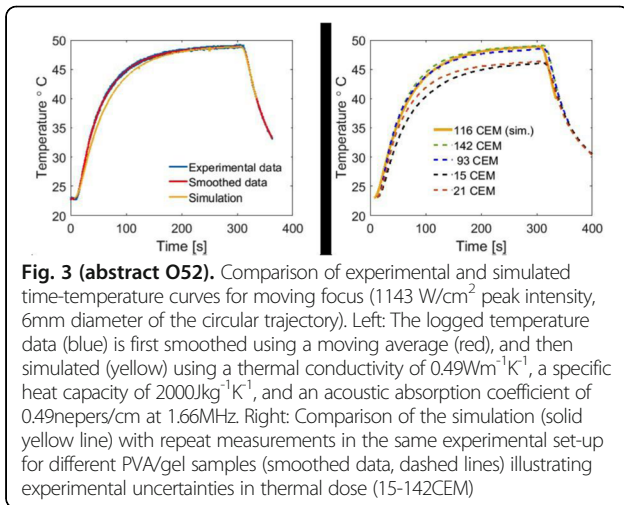 50
45
40
35
30
25
20
Temperature ° C
Experimental data
Smoothed data
Simulation
0 100 200 300 400
Time [s]
50
45
40
35
30
25
20
Temperature ° C
116 CEM (sim.)
142 CEM
93 CEM
15 CEM
21 CEM
0 100 200 300 400
Time [s]
Fig. 3 (abstract O52). Comparison of experimental and simulated
time-temperature curves for moving focus (1143 W/cm² peak intensity,
6mm diameter of the circular trajectory). Left: The logged temperature
data (blue) is first smoothed using a moving average (red), and then
simulated (yellow) using a thermal conductivity of 0.49Wm⁻¹K⁻¹, a specific
heat capacity of 2000Jkg⁻¹K⁻¹, and an acoustic absorption coefficient of
0.49nepers/cm at 1.66MHz. Right: Comparison of the simulation (solid
yellow line) with repeat measurements in the same experimental set-up
for different PVA/gel samples (smoothed data, dashed lines) illustrating
experimental uncertainties in thermal dose (15-142CEM)